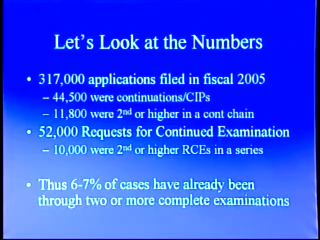 Let's Look at the Numbers
• 317,000 applications filed in fiscal 2005
– 44,500 were continuations/CIPs
– 11,800 were 2nd or higher in a cont chain
• 52,000 Requests for Continued Examination
– 10,000 were 2nd or higher RCEs in a series
• Thus 6-7% of cases have already been
through two or more complete examinations